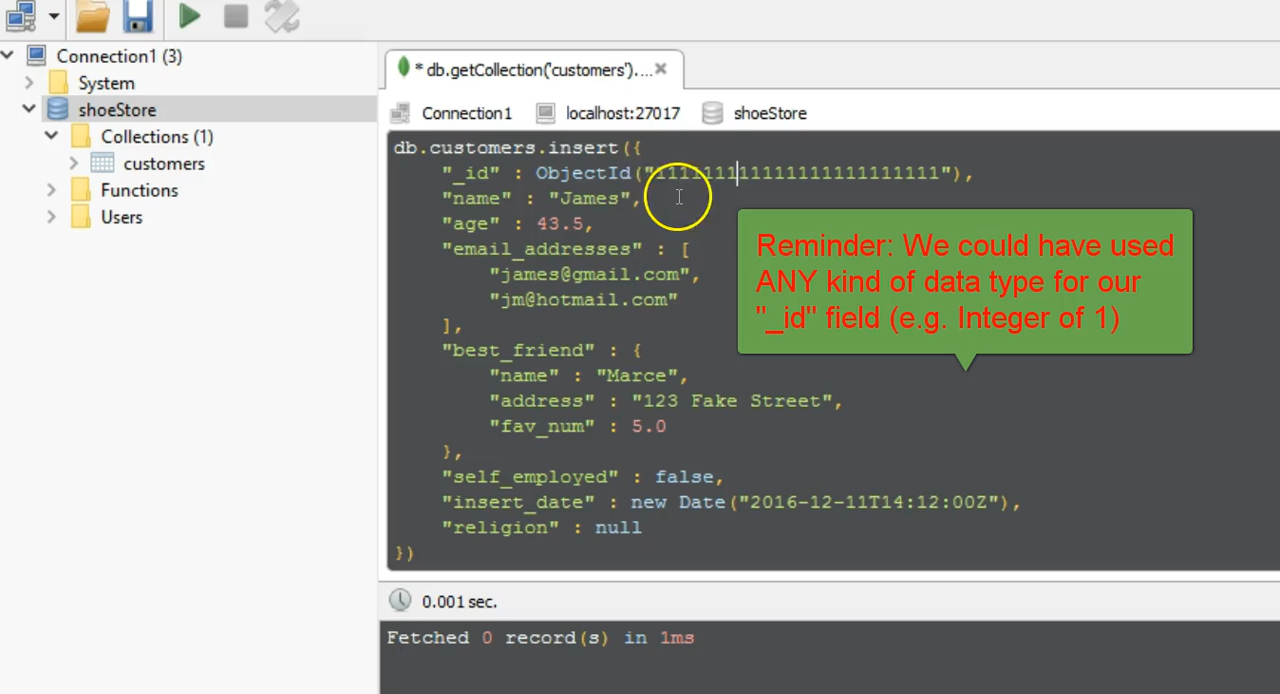 Connection1 (3)
System
shoeStore
Collections (1)
customers
Functions
Users
* db.getCollection('customers')....
Connection1 localhost:27017 shoeStore
db.customers.insert({
"_id" : ObjectId("111111111111111111111111"),
"name" : "James",
"age" : 43.5,
"email_addresses" : [
"james@gmail.com",
"jm@hotmail.com"
],
"best_friend" : {
"name" : "Marce",
"address" : "123 Fake Street",
"fav_num" : 5.0
},
"self_employed" : false,
"insert_date" : new Date("2016-12-11T14:12:00Z"),
"religion" : null
})
Reminder: We could have used
ANY kind of data type for our
"_id" field (e.g. Integer of 1)
0.001 sec.
Fetched 0 record(s) in 1ms